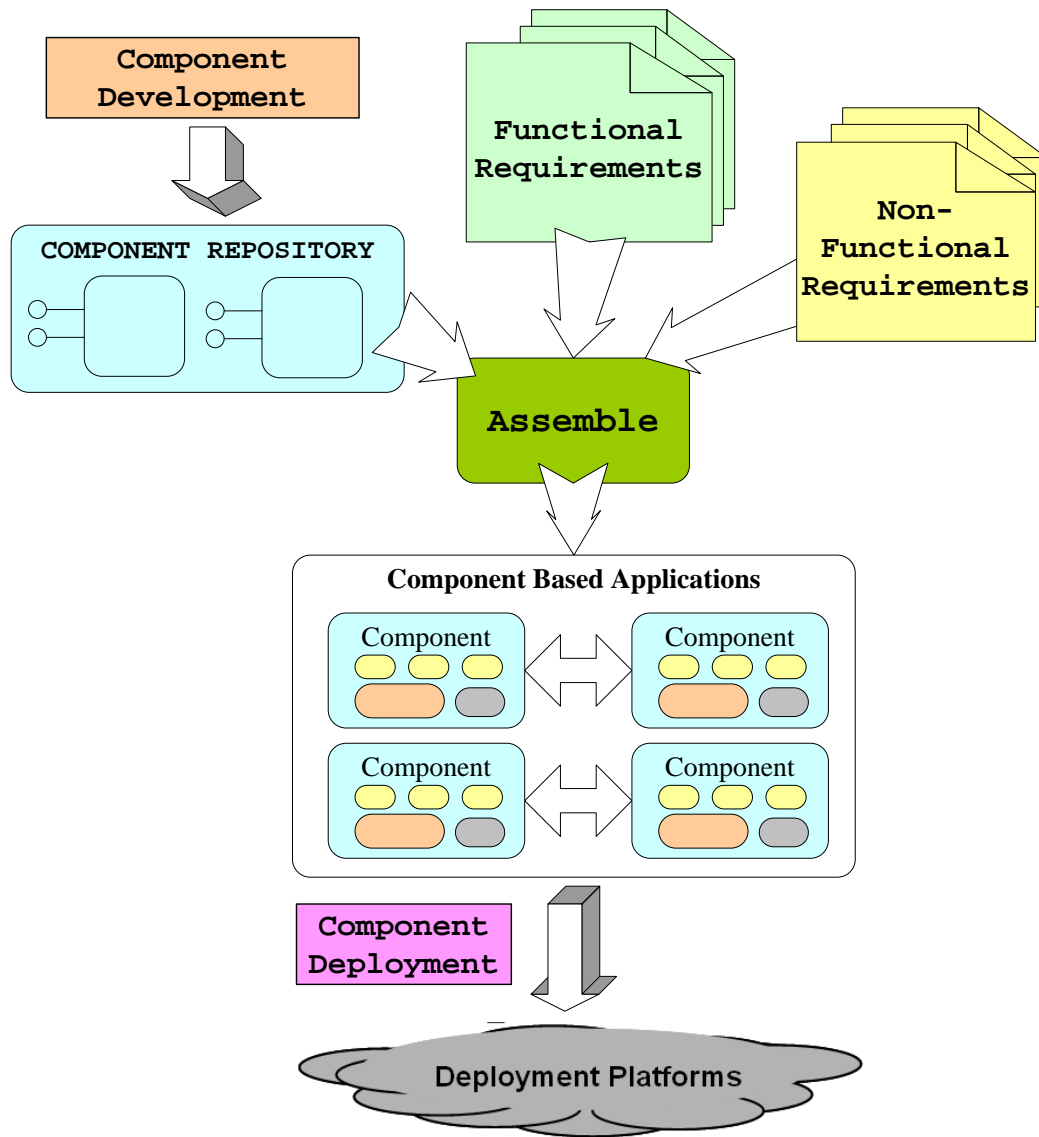 Component
Development
Functional
Requirements
Non-
Functional
Requirements
COMPONENT REPOSITORY
Assemble
Component Based Applications
Component
Component
Component
Component
Component
Deployment
Deployment Platforms